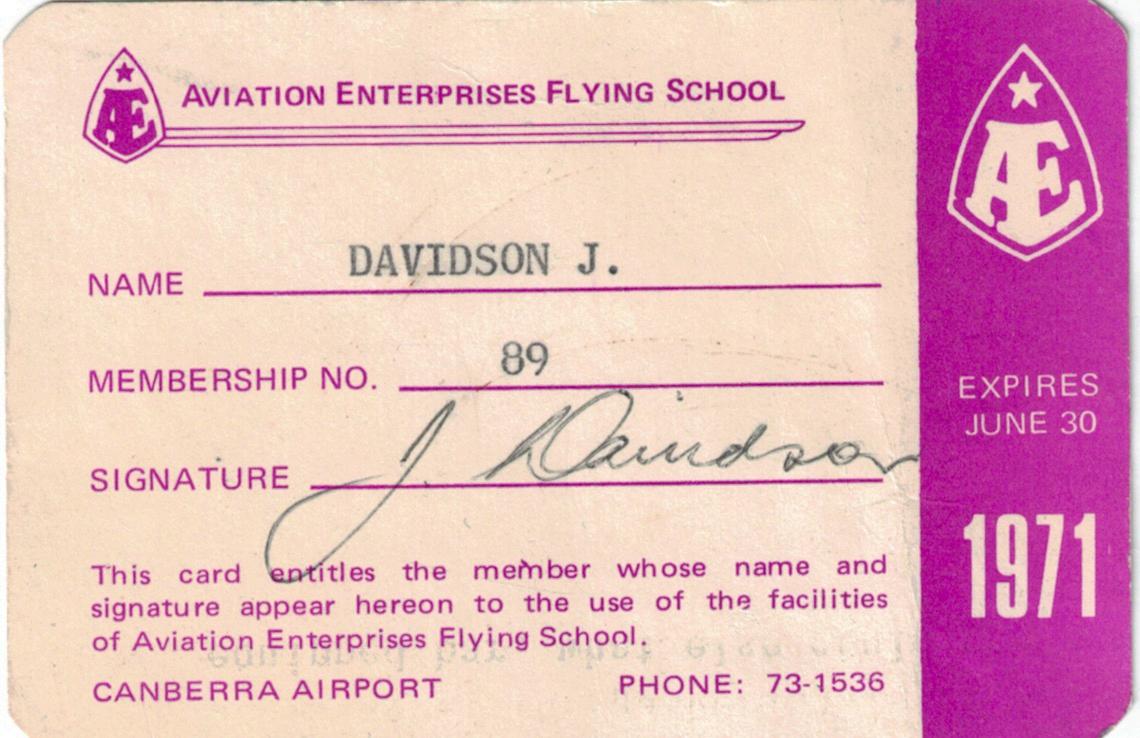 Æ AVIATION ENTERPRISES FLYING SCHOOL
Æ
NAME DAVIDSON J.
MEMBERSHIP NO. 89
EXPIRES
JUNE 30
SIGNATURE J. Davidson
1971
This card entitles the member whose name and
signature appear hereon to the use of the facilities
of Aviation Enterprises Flying School.
CANBERRA AIRPORT PHONE: 73-1536